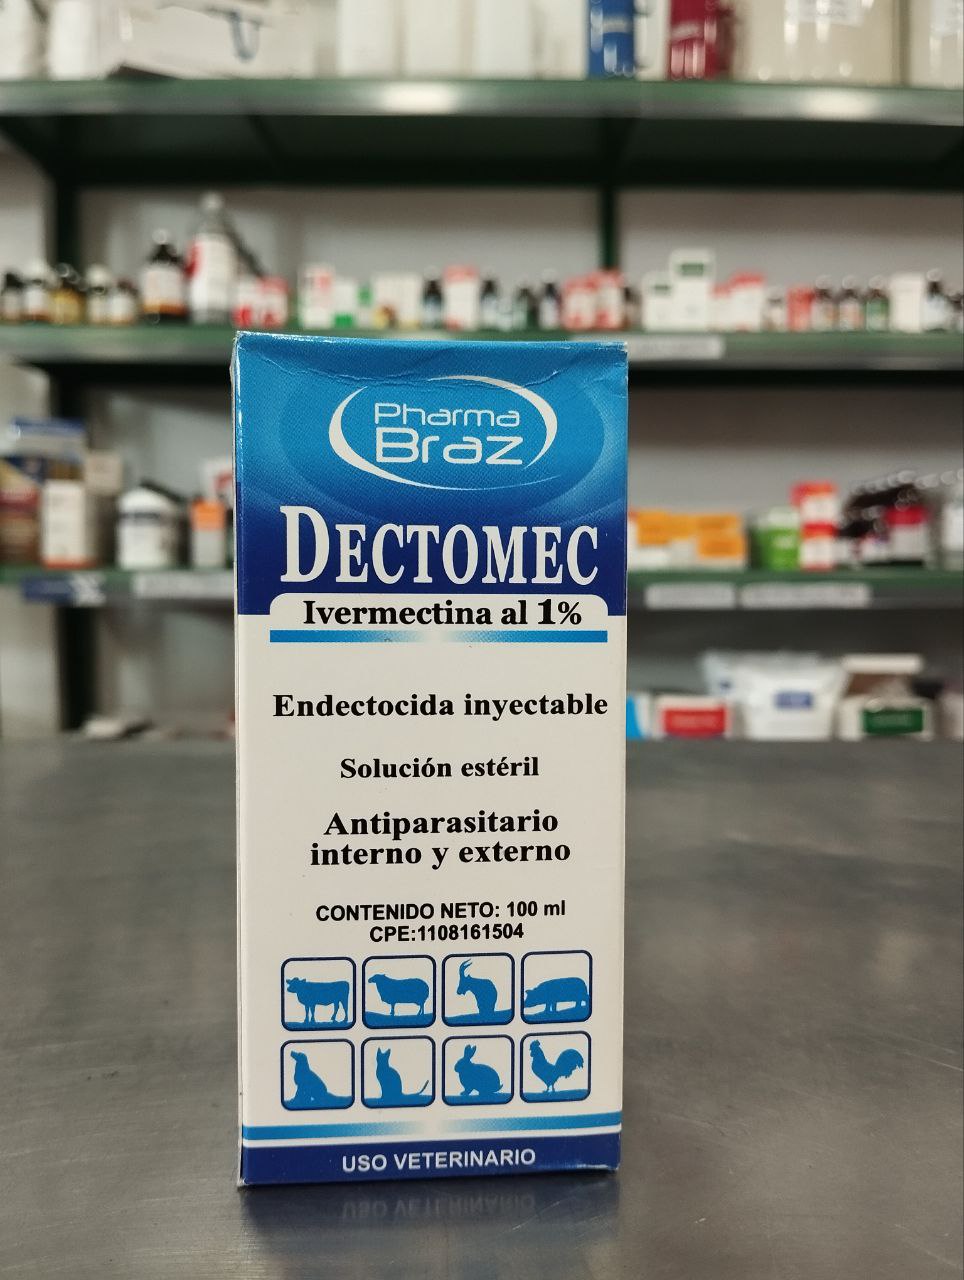 Pharma
Braz
DECTOMEC
Ivermectina al 1%
Endectocida inyectable
Solución estéril
Antiparasitario
interno y externo
CONTENIDO NETO: 100 ml
CPE:1108161504
USO VETERINARIO